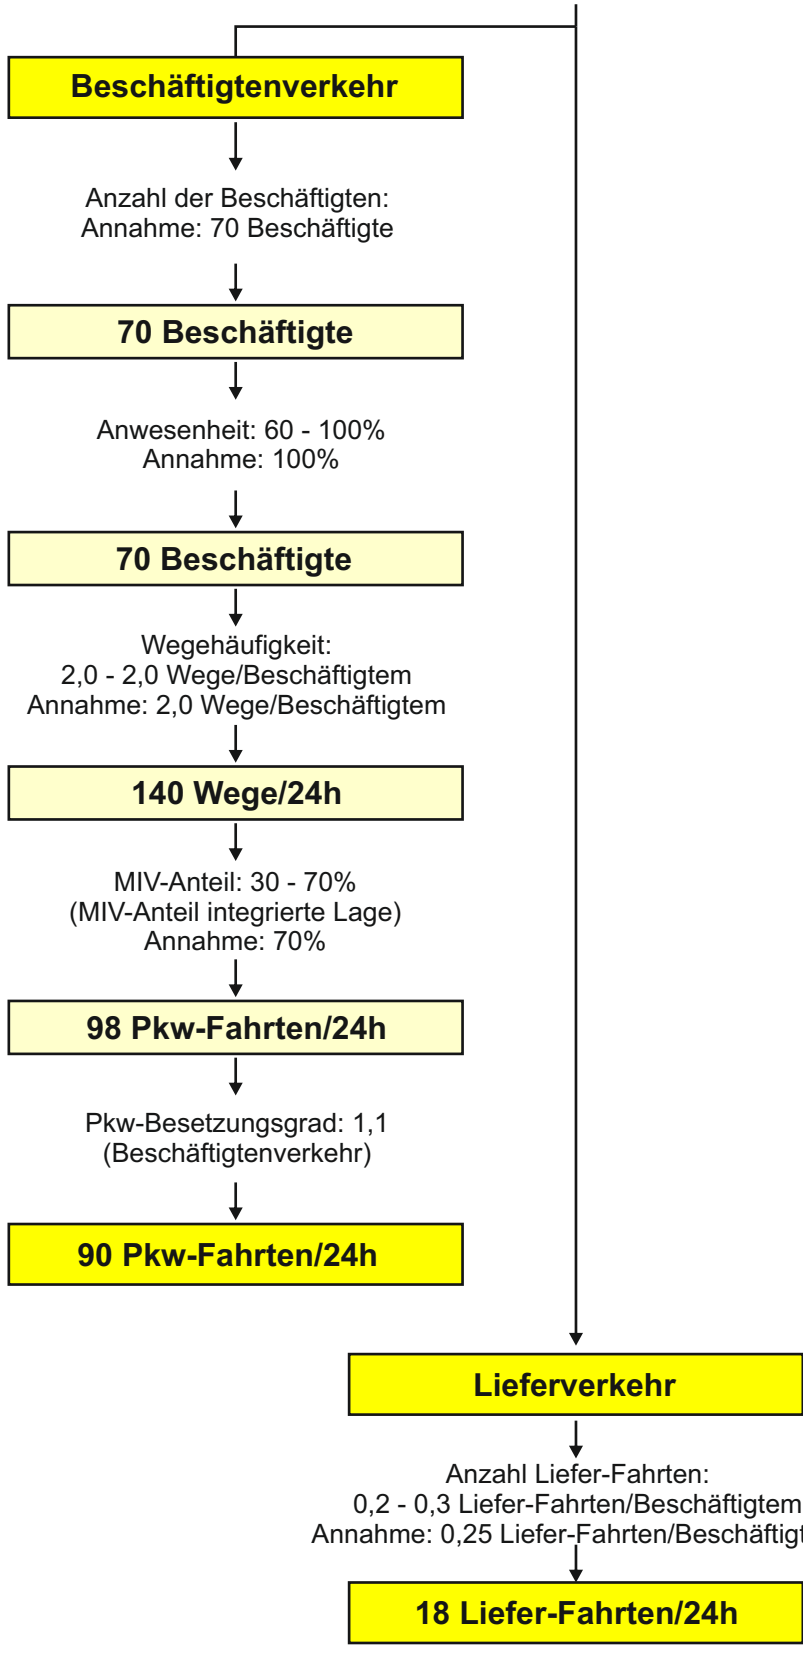 Beschäftigtenverkehr
Anzahl der Beschäftigten:
Annahme: 70 Beschäftigte
70 Beschäftigte
Anwesenheit: 60 - 100%
Annahme: 100%
70 Beschäftigte
Wegehäufigkeit:
2,0 - 2,0 Wege/Beschäftigtem
Annahme: 2,0 Wege/Beschäftigtem
140 Wege/24h
MIV-Anteil: 30 - 70%
(MIV-Anteil integrierte Lage)
Annahme: 70%
98 Pkw-Fahrten/24h
Pkw-Besetzungsgrad: 1,1
(Beschäftigtenverkehr)
90 Pkw-Fahrten/24h
Lieferverkehr
Anzahl Liefer-Fahrten:
0,2 - 0,3 Liefer-Fahrten/Beschäftigtem
Annahme: 0,25 Liefer-Fahrten/Beschäftigt
18 Liefer-Fahrten/24h